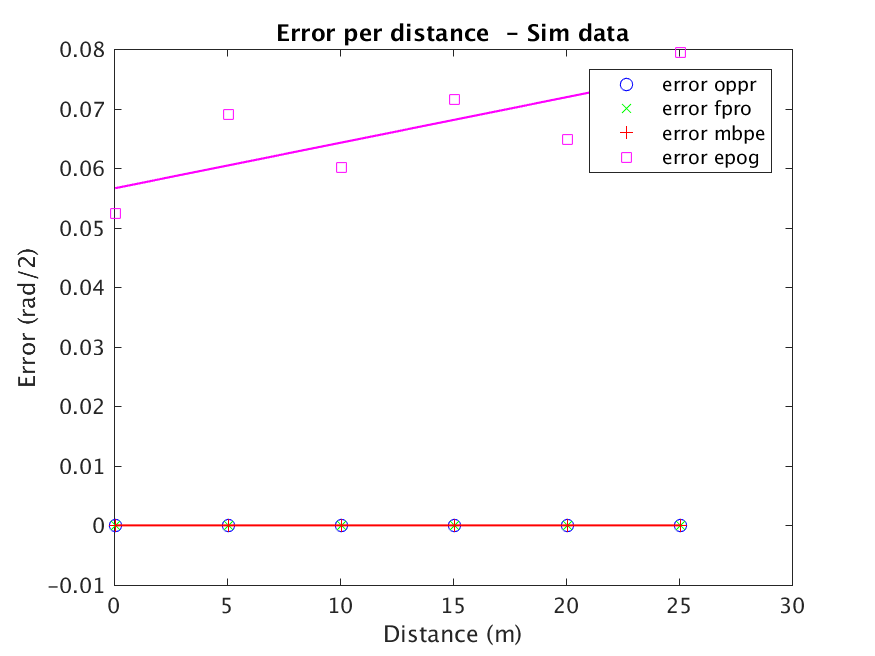 Error per distance - Sim data
0.08
0.07
0.06
0.05
0.04
0.03
0.02
0.01
0
-0.01
Error (rad/2)
error oppr
error fpro
error mbpe
error epog
0 5 10 15 20 25 30
Distance (m)